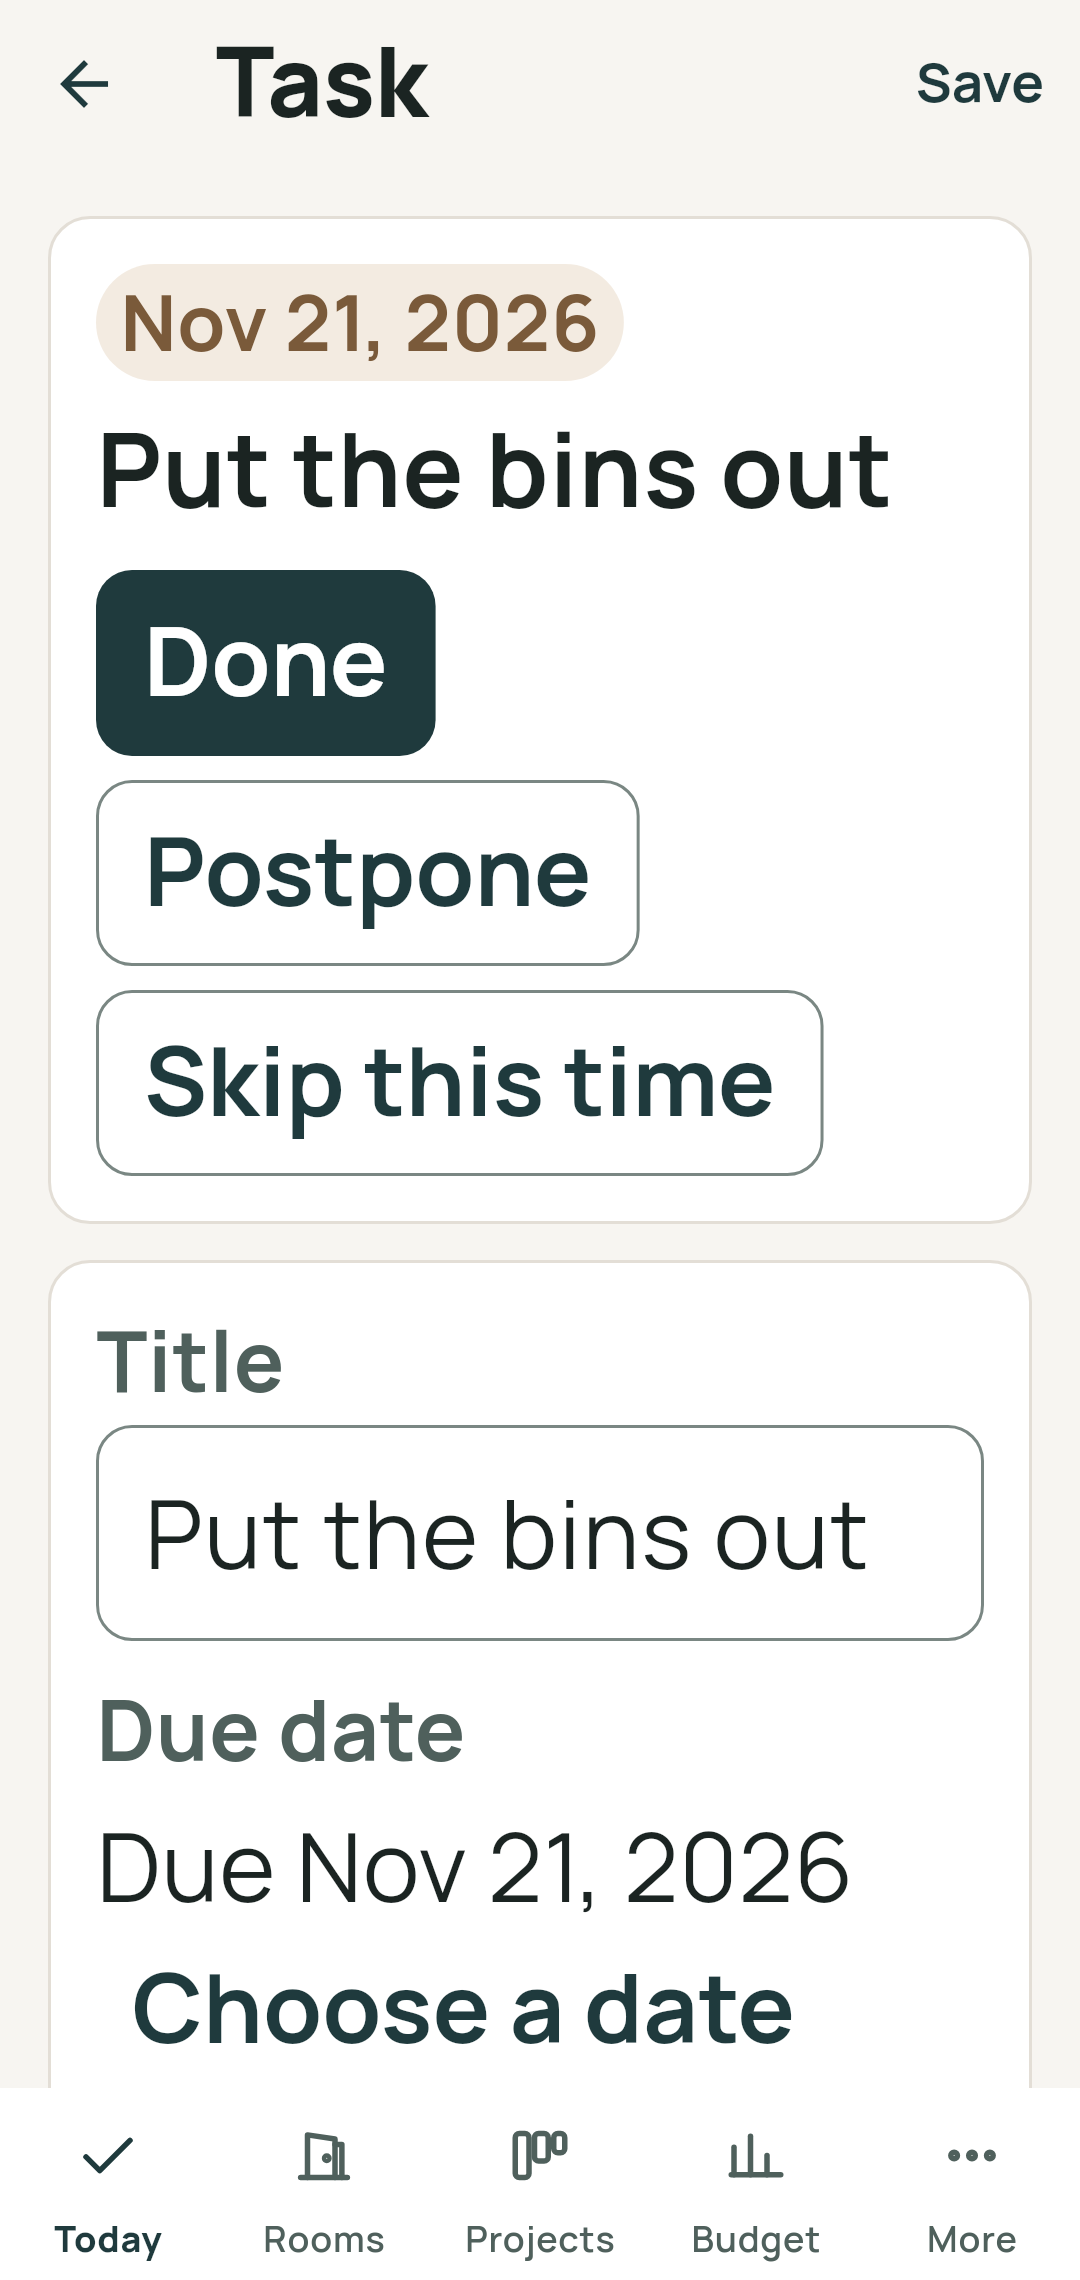 Task
Save
Nov 21, 2026
Put the bins out
Done
Postpone
Skip this time
Title
Put the bins out
Due date
Due Nov 21, 2026
Choose a date
Today
Rooms
Projects
Budget
More